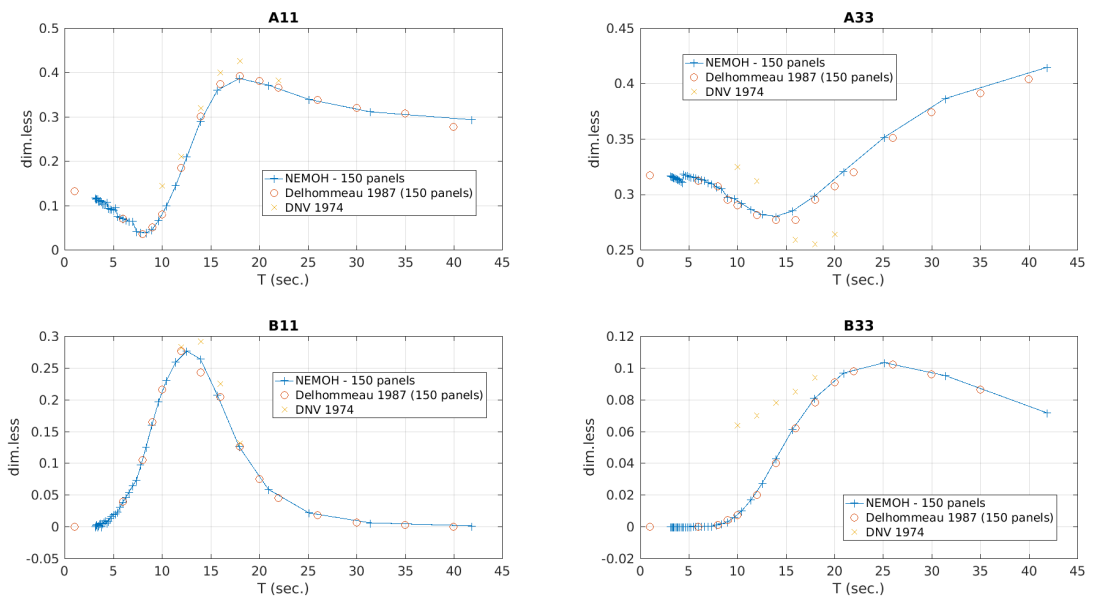 A11
0.5
0.4
0.3
0.2
0.1
0
dim.less
0 5 10 15 20 25 30 35 40 45
T (sec.)
NEMOH - 150 panels
Delhommeau 1987 (150 panels)
DNV 1974
A33
0.45
0.4
0.35
0.3
0.25
dim.less
0 5 10 15 20 25 30 35 40 45
T (sec.)
NEMOH - 150 panels
Delhommeau 1987 (150 panels)
DNV 1974
B11
0.3
0.25
0.2
0.15
0.1
0.05
0
-0.05
dim.less
0 5 10 15 20 25 30 35 40 45
T (sec.)
NEMOH - 150 panels
Delhommeau 1987 (150 panels)
DNV 1974
B33
0.12
0.1
0.08
0.06
0.04
0.02
0
-0.02
dim.less
0 5 10 15 20 25 30 35 40 45
T (sec.)
NEMOH - 150 panels
Delhommeau 1987 (150 panels)
DNV 1974